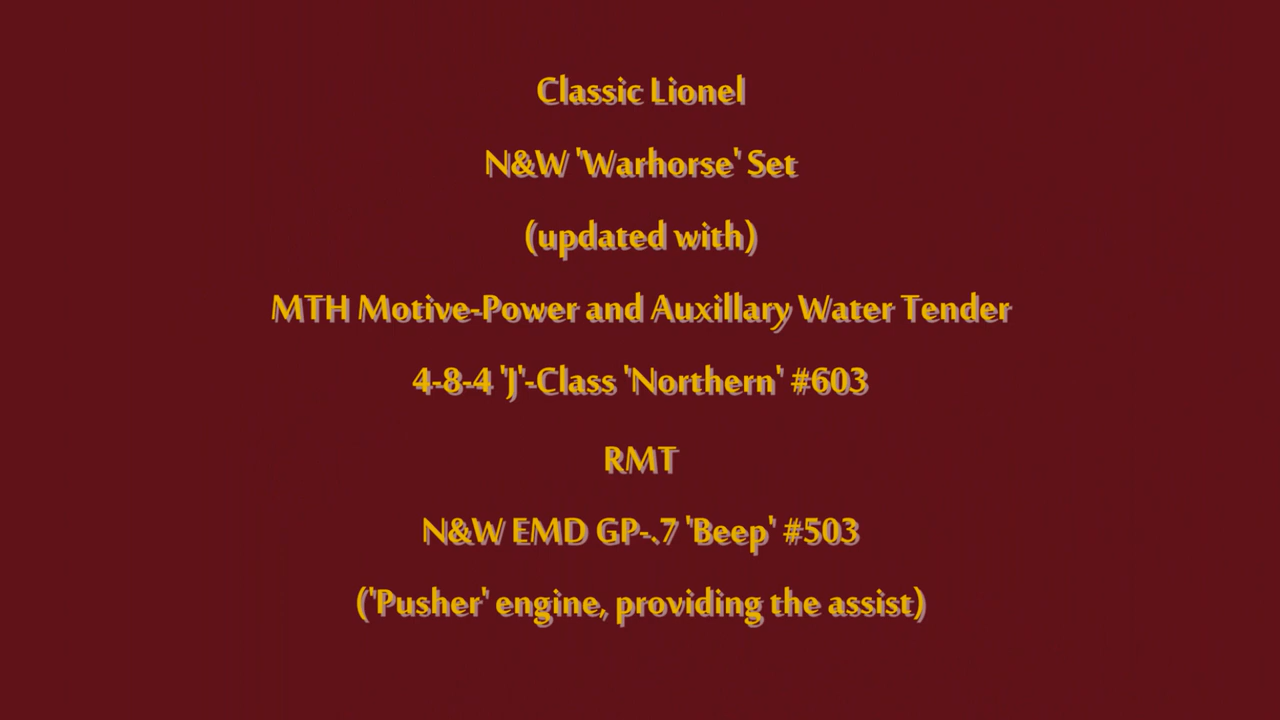 Classic Lionel
N&W 'Warhorse' Set
(updated with)
MTH Motive-Power and Auxillary Water Tender
4-8-4 'J'-Class 'Northern' #603
RMT
N&W EMD GP-.7 'Beep' #503
('Pusher' engine, providing the assist)